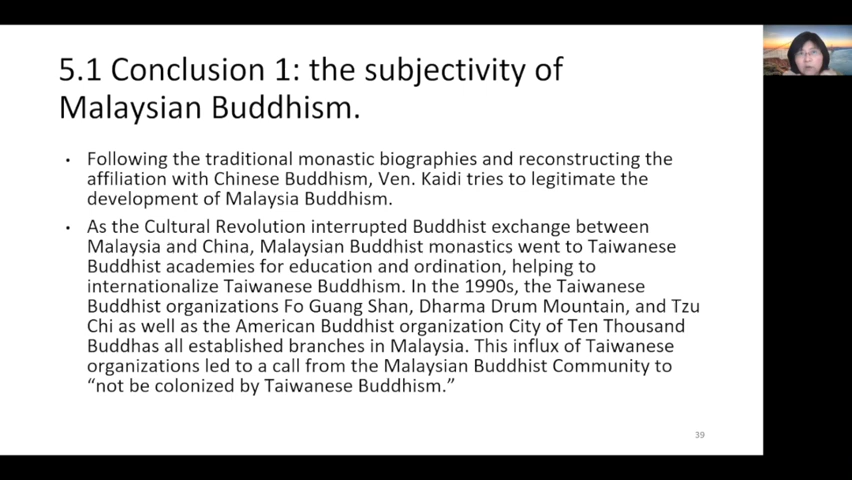 5.1 Conclusion 1: the subjectivity of
Malaysian Buddhism.
• Following the traditional monastic biographies and reconstructing the
affiliation with Chinese Buddhism, Ven. Kaidi tries to legitimate the
development of Malaysia Buddhism.
• As the Cultural Revolution interrupted Buddhist exchange between
Malaysia and China, Malaysian Buddhist monastics went to Taiwanese
Buddhist academies for education and ordination, helping to
internationalize Taiwanese Buddhism. In the 1990s, the Taiwanese
Buddhist organizations Fo Guang Shan, Dharma Drum Mountain, and Tzu
Chi as well as the American Buddhist organization City of Ten Thousand
Buddhas all established branches in Malaysia. This influx of Taiwanese
organizations led to a call from the Malaysian Buddhist Community to
“not be colonized by Taiwanese Buddhism.”
39